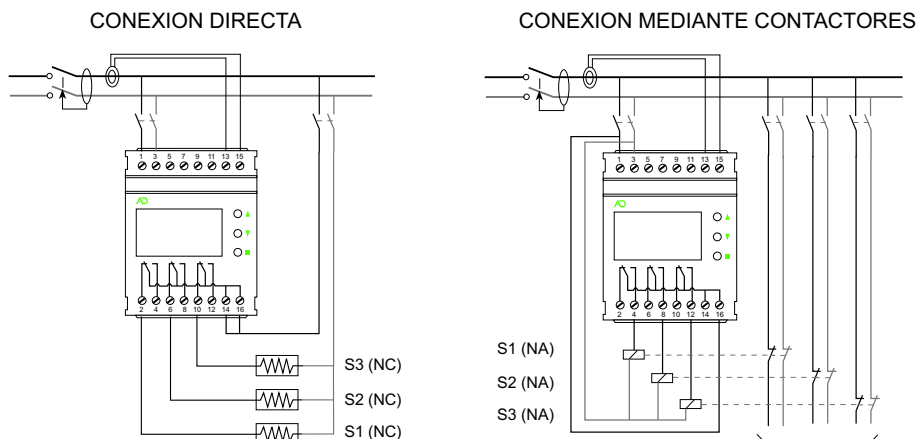 CONEXION DIRECTA
1 3 5 7 9 11 13 15
2 4 6 8 10 12 14 16
S3 (NC)
S2 (NC)
S1 (NC)
CONEXION MEDIANTE CONTACTORES
1 3 5 7 9 11 13 15
2 4 6 8 10 12 14 16
S1 (NA)
S2 (NA)
S3 (NA)